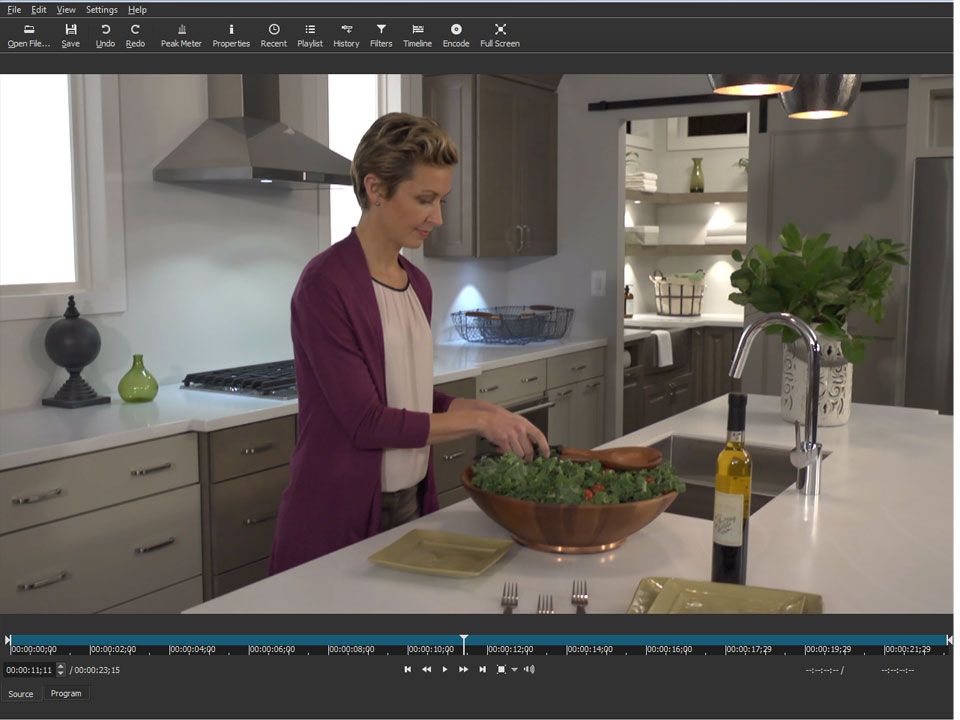 File Edit View Settings Help
Open File... Save Undo Redo Peak Meter Properties Recent Playlist History Filters Timeline Encode Full Screen
00:00:00;00 00:00:02;00 00:00:04;00 00:00:06;00 00:00:08;00 00:00:10;00 00:00:12;00 00:00:14;00 00:00:16;00 00:00:17;29 00:00:19;29 00:00:21;29
00:00:11;11 / 00:00:23;15 --:--:--:-- / --:--:--:--
Source Program